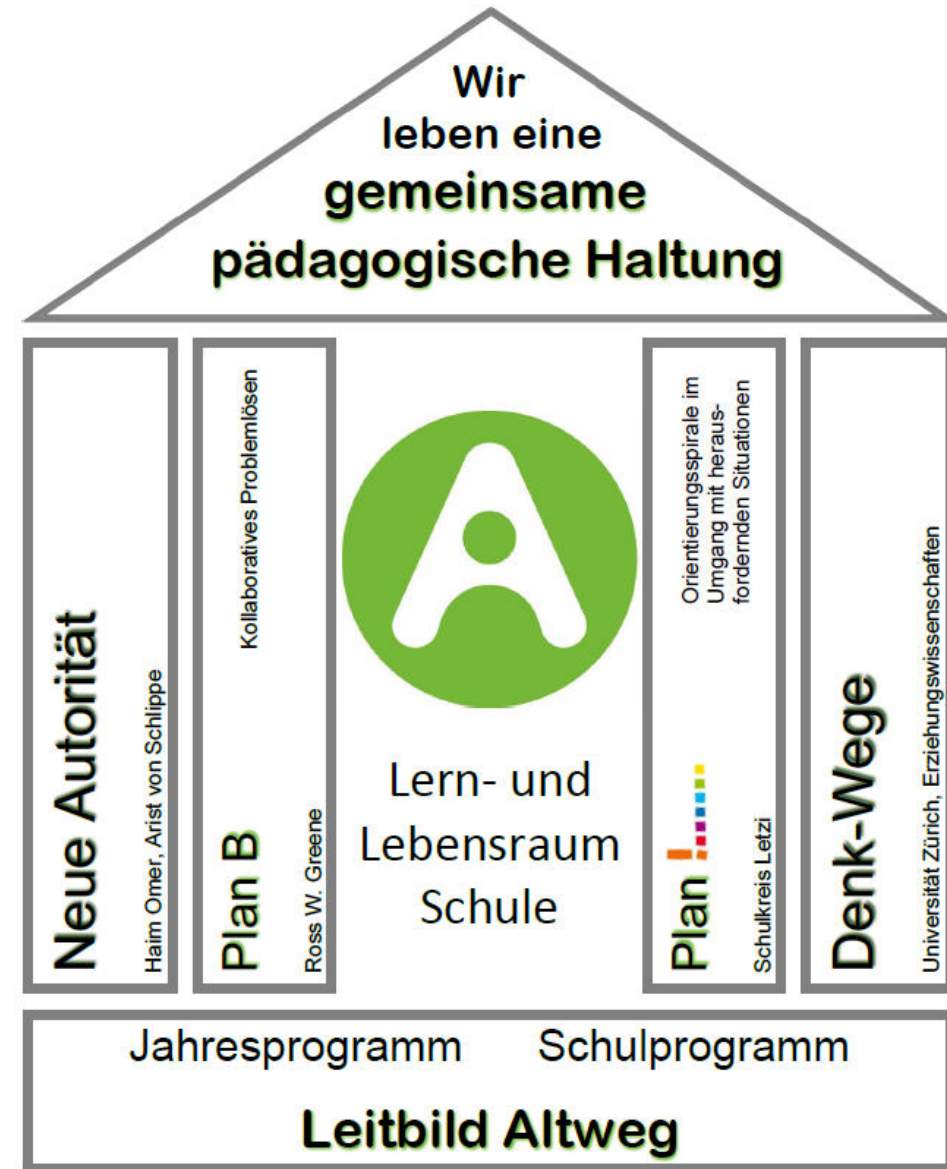 Wir
leben eine
gemeinsame
pädagogische Haltung
Neue Autorität
Haim Omer, Arist von Schlippe
Plan B
Kollaboratives Problemlösen
Ross W. Greene
A
Lern- und
Lebensraum
Schule
Plan !
Orientierungsspirale im
Umgang mit heraus-
fordernden Situationen
Schulkreis Letzi
Denk-Wege
Universität Zürich, Erziehungswissenschaften
Jahresprogramm Schulprogramm
Leitbild Altweg